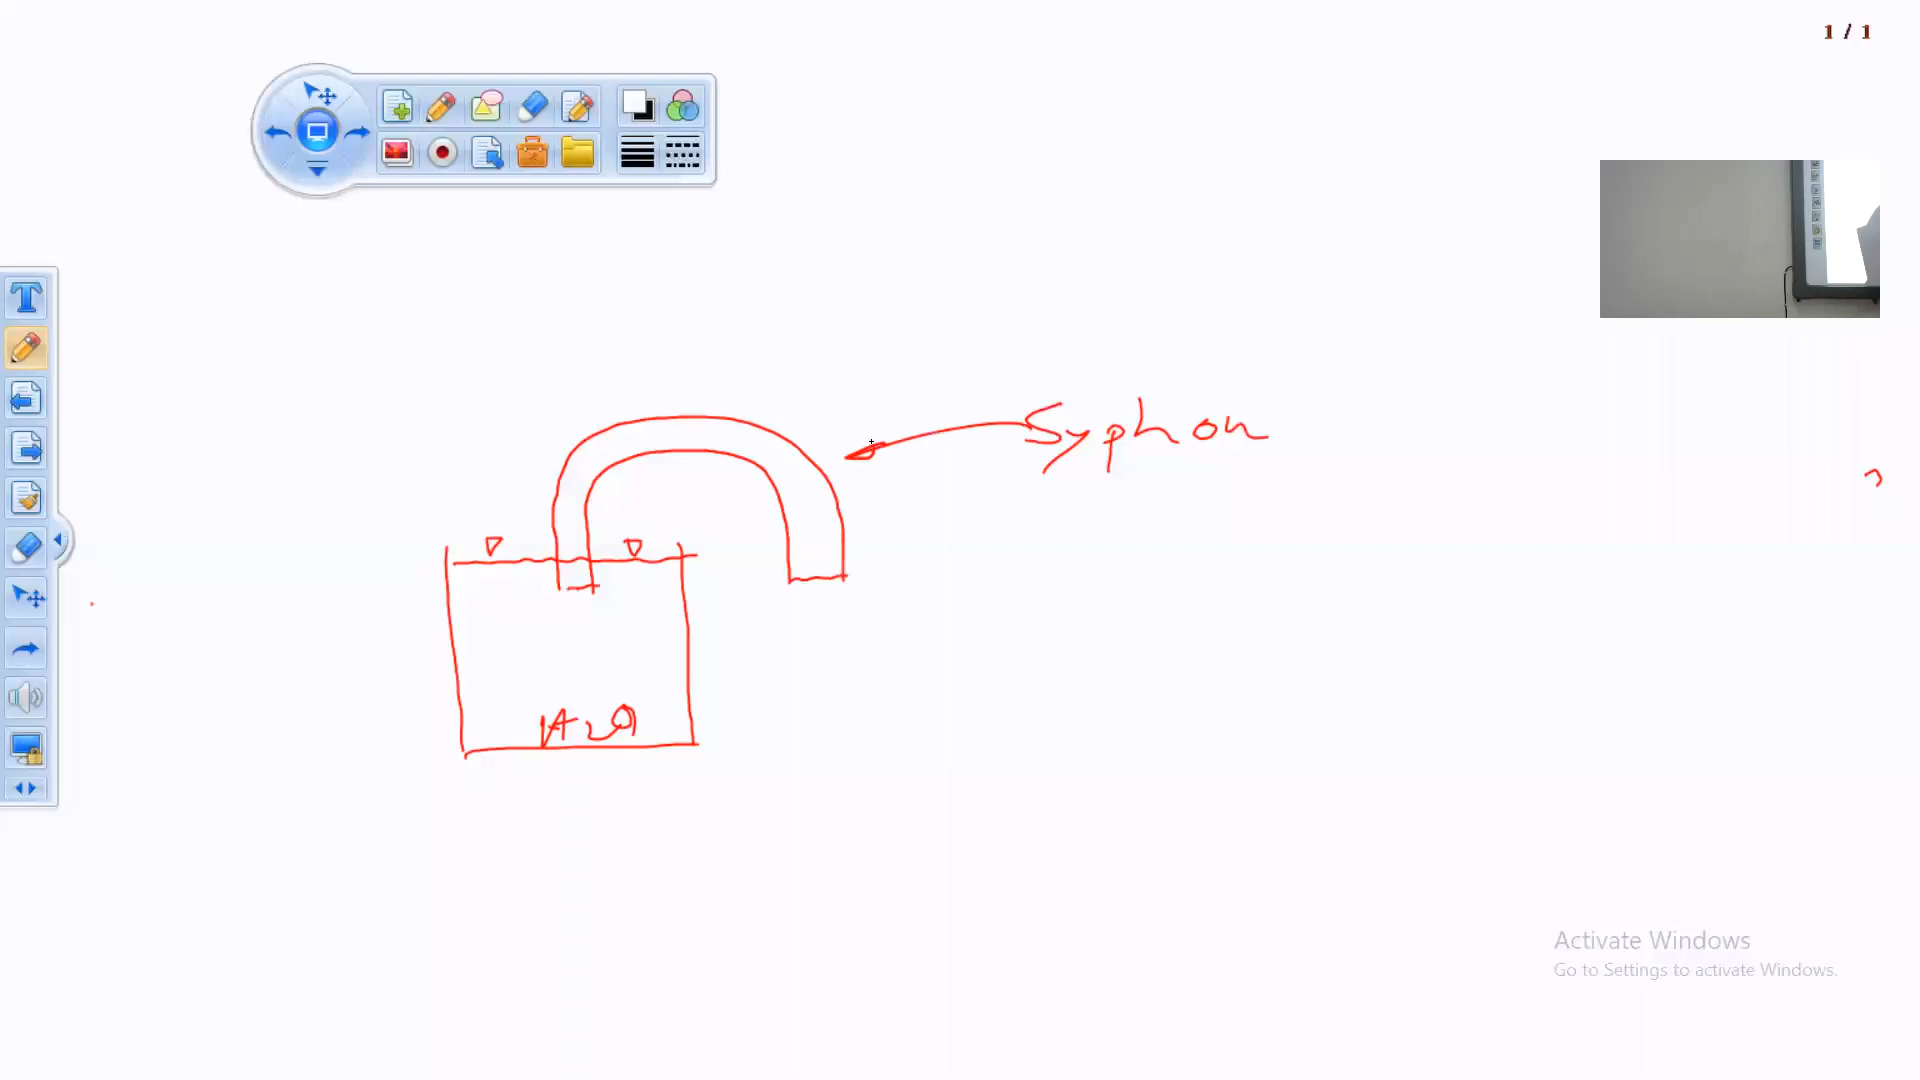 1 / 1
Syphon
H2O
Activate Windows
Go to Settings to activate Windows.